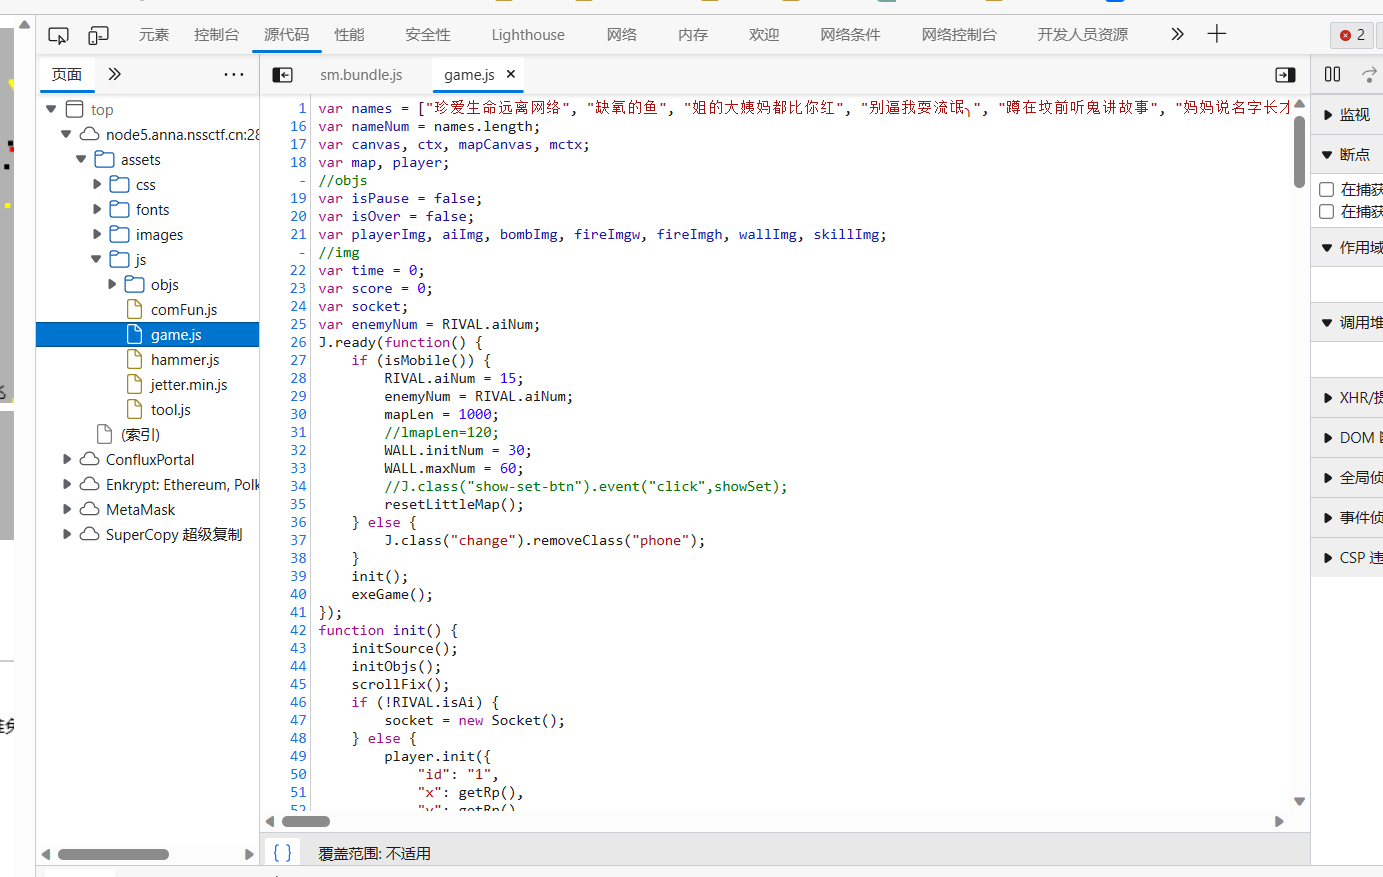 元素 控制台 源代码 性能 安全性 Lighthouse 网络 内存 欢迎 网络条件 网络控制台 开发人员资源 2
页面
sm.bundle.js game.js
top
node5.anna.nssctf.cn:28
assets
css
fonts
images
js
objs
comFun.js
game.js
hammer.js
jetter.min.js
tool.js
(索引)
ConfluxPortal
Enkrypt: Ethereum, Polk
MetaMask
SuperCopy 超级复制
1 var names = ["珍爱生命远离网络", "缺氧的鱼", "姐的大姨妈都比你红", "别逼我耍流氓╮", "蹲在坟前听鬼讲故事", "妈妈说名字长才
16 var nameNum = names.length;
17 var canvas, ctx, mapCanvas, mctx;
18 var map, player;
- //objs
19 var isPause = false;
20 var isOver = false;
21 var playerImg, aiImg, bombImg, fireImgw, fireImgh, wallImg, skillImg;
- //img
22 var time = 0;
23 var score = 0;
24 var socket;
25 var enemyNum = RIVAL.aiNum;
26 J.ready(function() {
27 if (isMobile()) {
28 RIVAL.aiNum = 15;
29 enemyNum = RIVAL.aiNum;
30 mapLen = 1000;
31 //lmapLen=120;
32 WALL.initNum = 30;
33 WALL.maxNum = 60;
34 //J.class("show-set-btn").event("click",showSet);
35 resetLittleMap();
36 } else {
37 J.class("change").removeClass("phone");
38 }
39 init();
40 exeGame();
41 });
42 function init() {
43 initSource();
44 initObjs();
45 scrollFix();
46 if (!RIVAL.isAi) {
47 socket = new Socket();
48 } else {
49 player.init({
50 "id": "1",
51 "x": getRp(),
52 "y": getRp()
{ } 覆盖范围: 不适用
监视
断点
在捕获
在捕获
作用域
调用堆
XHR/提
DOM
全局侦
事件侦
CSP 违